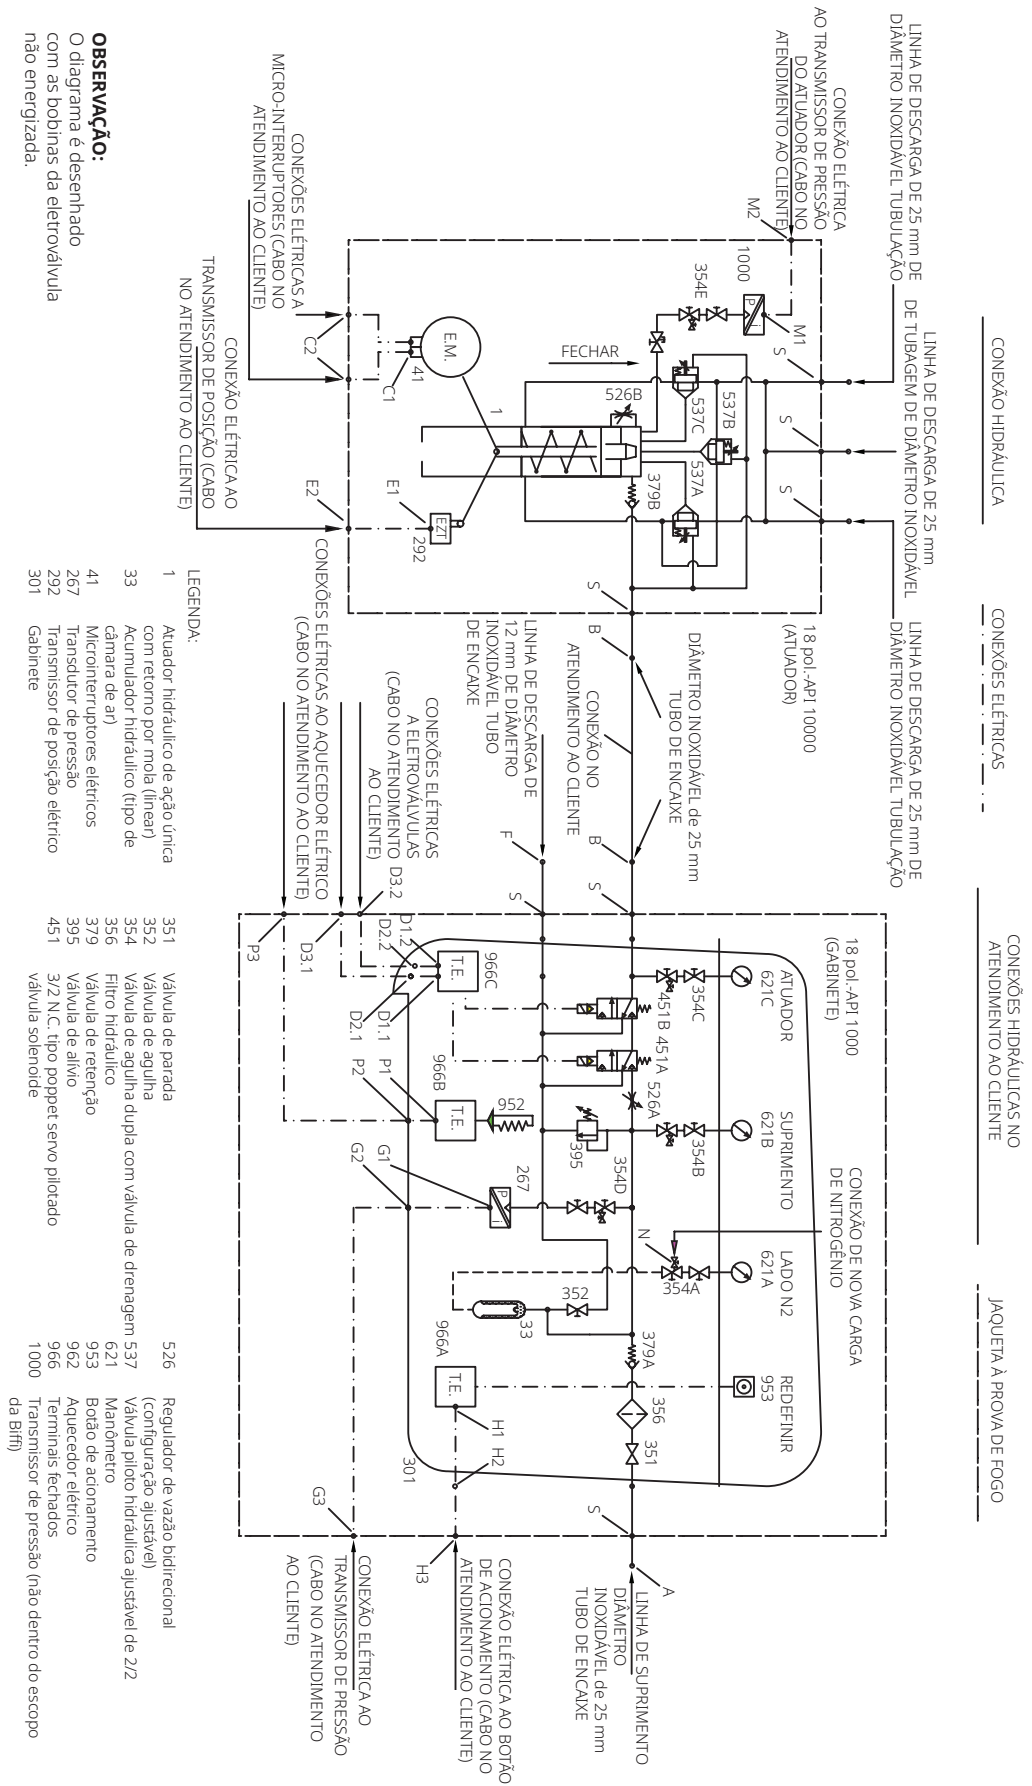 CONEXÃO HIDRÁULICA
CONEXÕES ELÉTRICAS
CONEXÕES HIDRÁULICAS NO
ATENDIMENTO AO CLIENTE
JAQUETA À PROVA DE FOGO
LINHA DE DESCARGA DE 25 mm DE
DIÂMETRO INOXIDÁVEL TUBULAÇÃO
LINHA DE DESCARGA DE 25 mm
DE TUBAGEM DE DIÂMETRO INOXIDÁVEL
LINHA DE DESCARGA DE 25 mm DE
DIÂMETRO INOXIDÁVEL TUBULAÇÃO
CONEXÃO ELÉTRICA
AO TRANSMISSOR DE PRESSÃO
DO ATUADOR (CABO NO
ATENDIMENTO AO CLIENTE)
M2
1000
354E
P
i
M1
S
S
S
FECHAR
537C
537B
537A
526B
379B
1
E.M.
41
C1
C2
EZT
292
E1
E2
CONEXÕES ELÉTRICAS A
MICRO-INTERRUPTORES (CABO NO
ATENDIMENTO AO CLIENTE)
CONEXÃO ELÉTRICA AO
TRANSMISSOR DE POSIÇÃO (CABO
NO ATENDIMENTO AO CLIENTE)
18 pol.-API 10000
(ATUADOR)
S
B
DIÂMETRO INOXIDÁVEL de 25 mm
TUBO DE ENCAIXE
CONEXÃO NO
ATENDIMENTO AO CLIENTE
LINHA DE DESCARGA DE
12 mm DE DIÂMETRO
INOXIDÁVEL TUBO
DE ENCAIXE
B
F
S
S
CONEXÕES ELÉTRICAS
A ELETROVÁLVULAS
(CABO NO ATENDIMENTO
AO CLIENTE)
CONEXÕES ELÉTRICAS AO AQUECEDOR ELÉTRICO
(CABO NO ATENDIMENTO AO CLIENTE)
D3.2
D3.1
P3
18 pol.-API 1000
(GABINETE)
ATUADOR
621C
SUPRIMENTO
621B
CONEXÃO DE NOVA CARGA
DE NITROGÊNIO
LADO N2
621A
REDEFINIR
953
354C
451B
451A
526A
354B
395
354D
N
354A
352
33
379A
356
351
D1.2
D2.2
T.E.
966C
D1.1
D2.1
P1
P2
966B
T.E.
952
G1
G2
267
P
i
966A
T.E.
H1
H2
301
G3
H3
S
A
LINHA DE SUPRIMENTO
DIÂMETRO
INOXIDÁVEL de 25 mm
TUBO DE ENCAIXE
CONEXÃO ELÉTRICA AO BOTÃO
DE ACIONAMENTO (CABO NO
ATENDIMENTO AO CLIENTE)
CONEXÃO ELÉTRICA AO
TRANSMISSOR DE PRESSÃO
(CABO NO ATENDIMENTO
AO CLIENTE)
OBSERVAÇÃO:
O diagrama é desenhado
com as bobinas da eletroválvula
não energizada.
LEGENDA:
1 Atuador hidráulico de ação única
com retorno por mola (linear)
33 Acumulador hidráulico (tipo de
câmara de ar)
41 Microinterruptores elétricos
267 Transdutor de pressão
292 Transmissor de posição elétrico
301 Gabinete
351 Válvula de parada
352 Válvula de agulha
354 Válvula de agulha dupla com válvula de drenagem
356 Filtro hidráulico
379 Válvula de retenção
395 Válvula de alívio
451 3/2 N.C. tipo poppet servo pilotado
válvula solenoide
526 Regulador de vazão bidirecional
(configuração ajustável)
537 Válvula piloto hidráulica ajustável de 2/2
621 Manômetro
953 Botão de acionamento
962 Aquecedor elétrico
966 Terminais fechados
1000 Transmissor de pressão (não dentro do escopo
da Biffi)